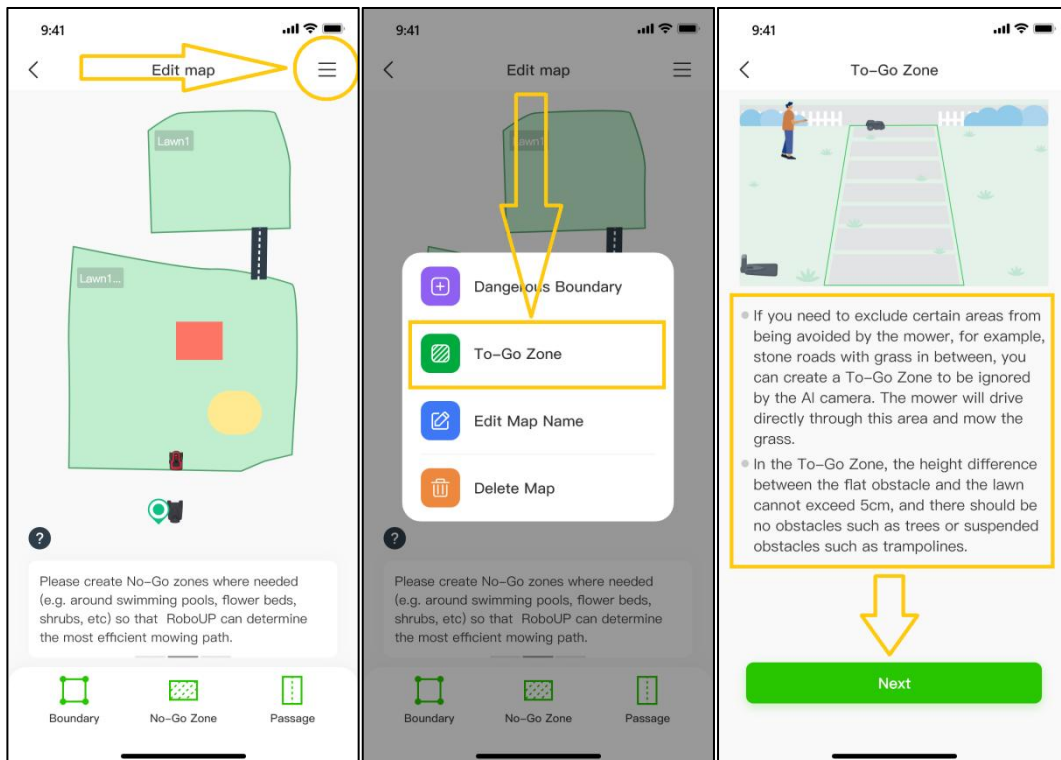 9:41
Edit map
Lawn1
Lawn1...
?
Please create No-Go zones where needed
(e.g. around swimming pools, flower beds,
shrubs, etc) so that RoboUP can determine
the most efficient mowing path.
Boundary
No-Go Zone
Passage
9:41
Edit map
Lawn1
Dangerous Boundary
To-Go Zone
Edit Map Name
Delete Map
?
Please create No-Go zones where needed
(e.g. around swimming pools, flower beds,
shrubs, etc) so that RoboUP can determine
the most efficient mowing path.
Boundary
No-Go Zone
Passage
9:41
To-Go Zone
If you need to exclude certain areas from
being avoided by the mower, for example,
stone roads with grass in between, you
can create a To-Go Zone to be ignored
by the AI camera. The mower will drive
directly through this area and mow the
grass.
In the To-Go Zone, the height difference
between the flat obstacle and the lawn
cannot exceed 5cm, and there should be
no obstacles such as trees or suspended
obstacles such as trampolines.
Next